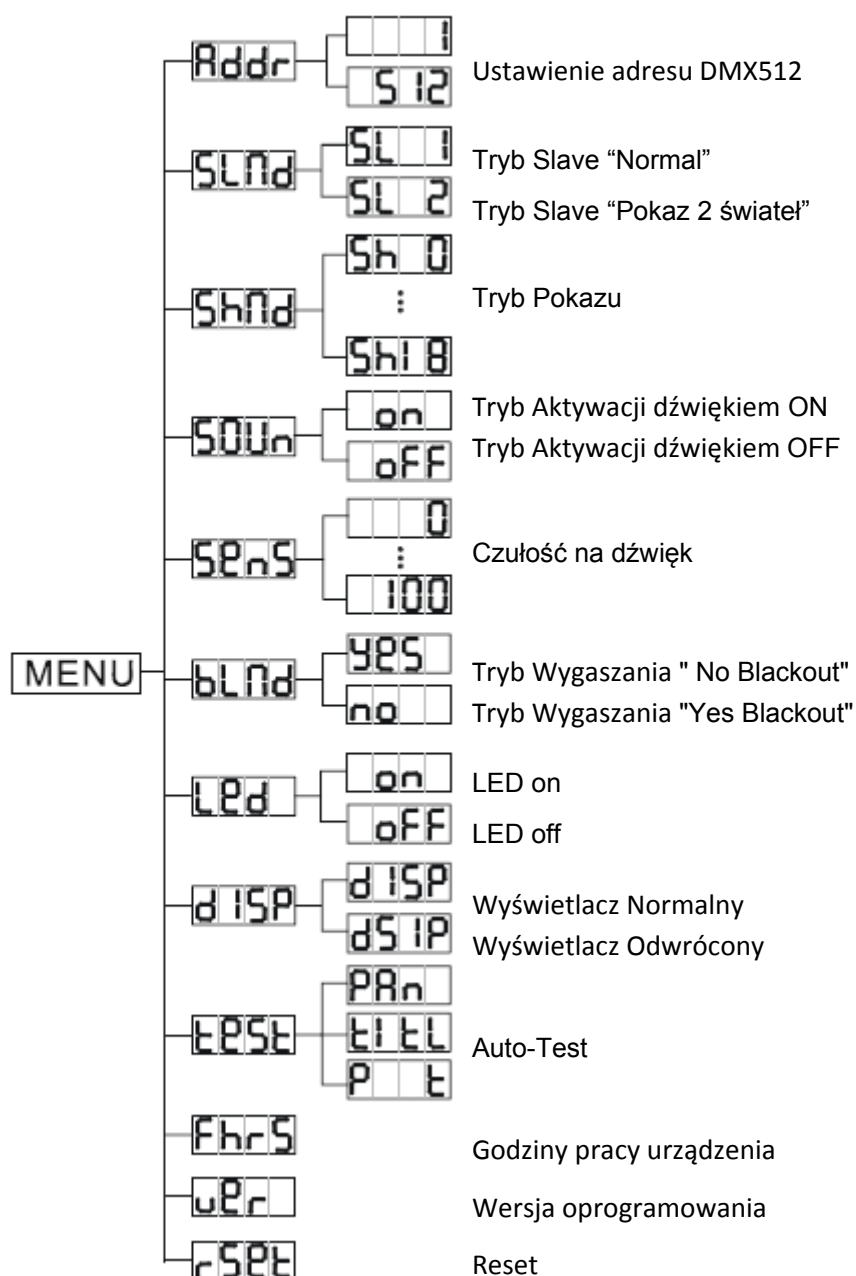 Addr
1
512
Ustawienie adresu DMX512
SLMd
SL 1
Tryb Slave “Normal”
SL 2
Tryb Slave “Pokaz 2 świateł”
ShMd
Sh 0
Tryb Pokazu
Sh18
SOUn
on
Tryb Aktywacji dźwiękiem ON
oFF
Tryb Aktywacji dźwiękiem OFF
SenS
0
Czułość na dźwięk
100
MENU
bLMd
yeS
Tryb Wygaszania " No Blackout"
no
Tryb Wygaszania "Yes Blackout"
Led
on
LED on
oFF
LED off
dISP
dISP
Wyświetlacz Normalny
dSIP
Wyświetlacz Odwrócony
teSt
PAn
tItL
Auto-Test
P t
FhrS
Godziny pracy urządzenia
ver
Wersja oprogramowania
rSet
Reset